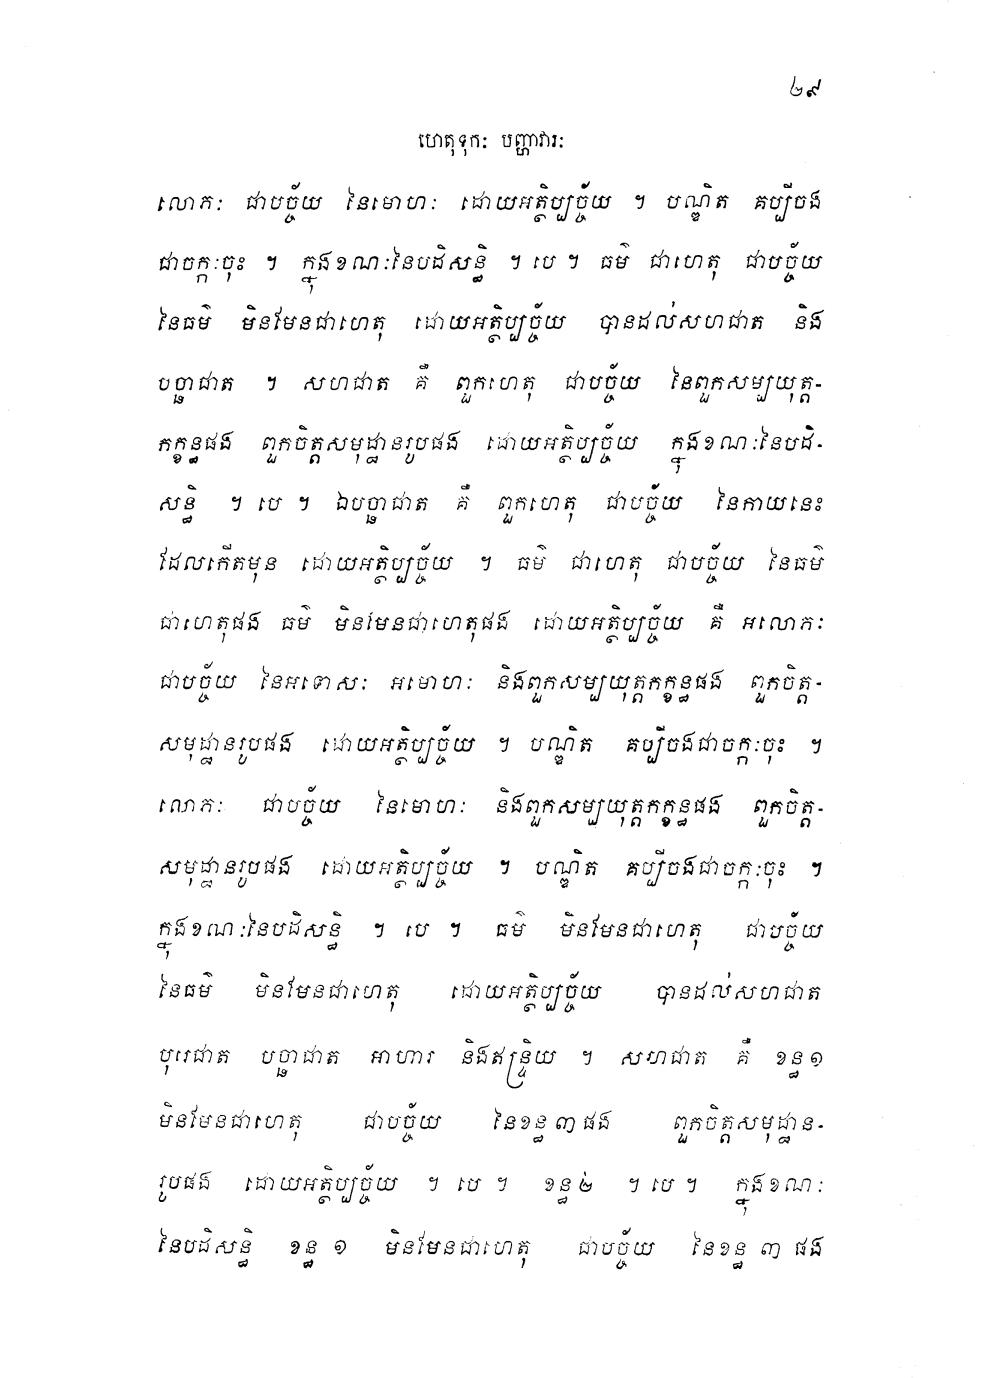 ២៩
ហេតុទុកៈ បញ្ហាវារៈ
លោភៈ ជាបច្ច័យ នៃមោហៈ ដោយអត្ថិប្បច្ច័យ ។ បណ្ឌិត គប្បីចង
ជាចក្កៈចុះ ។ ក្នុងខណៈនៃបដិសន្ធិ ។ បេ ។ ធម៌ ជាហេតុ ជាបច្ច័យ
នៃធម៌ មិនមែនជាហេតុ ដោយអត្ថិប្បច្ច័យ បានដល់សហជាត និង
បច្ឆាជាត ។ សហជាត គឺ ពួកហេតុ ជាបច្ច័យ នៃពួកសម្បយុត្ត-
កក្ខន្ធផង ពួកចិត្តសមុដ្ឋានរូបផង ដោយអត្ថិប្បច្ច័យ ក្នុងខណៈនៃបដិ-
សន្ធិ ។ បេ ។ ឯបច្ឆាជាត គឺ ពួកហេតុ ជាបច្ច័យ នៃកាយនេះ
ដែលកើតមុន ដោយអត្ថិប្បច្ច័យ ។ ធម៌ ជាហេតុ ជាបច្ច័យ នៃធម៌
ជាហេតុផង ធម៌ មិនមែនជាហេតុផង ដោយអត្ថិប្បច្ច័យ គឺ អលោភៈ
ជាបច្ច័យ នៃអទោសៈ អមោហៈ និងពួកសម្បយុត្តកក្ខន្ធផង ពួកចិត្ត-
សមុដ្ឋានរូបផង ដោយអត្ថិប្បច្ច័យ ។ បណ្ឌិត គប្បីចងជាចក្កៈចុះ ។
លោភៈ ជាបច្ច័យ នៃមោហៈ និងពួកសម្បយុត្តកក្ខន្ធផង ពួកចិត្ត-
សមុដ្ឋានរូបផង ដោយអត្ថិប្បច្ច័យ ។ បណ្ឌិត គប្បីចងជាចក្កៈចុះ ។
ក្នុងខណៈនៃបដិសន្ធិ ។ បេ ។ ធម៌ មិនមែនជាហេតុ ជាបច្ច័យ
នៃធម៌ មិនមែនជាហេតុ ដោយអត្ថិប្បច្ច័យ បានដល់សហជាត
បុរេជាត បច្ឆាជាត អាហារ និងឥន្ទ្រិយ ។ សហជាត គឺ ខន្ធ១
មិនមែនជាហេតុ ជាបច្ច័យ នៃខន្ធ៣ផង ពួកចិត្តសមុដ្ឋាន-
រូបផង ដោយអត្ថិប្បច្ច័យ ។ បេ ។ ខន្ធ២ ។ បេ ។ ក្នុងខណៈ
នៃបដិសន្ធិ ខន្ធ ១ មិនមែនជាហេតុ ជាបច្ច័យ នៃខន្ធ ៣ ផង